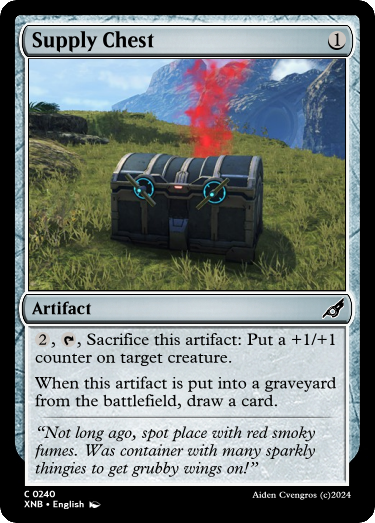 Supply Chest
1
Artifact
2, , Sacrifice this artifact: Put a +1/+1
counter on target creature.
When this artifact is put into a graveyard
from the battlefield, draw a card.
“Not long ago, spot place with red smoky
fumes. Was container with many sparkly
thingies to get grubby wings on!”
C 0240
XNB • English
Aiden Cvengros (c)2024